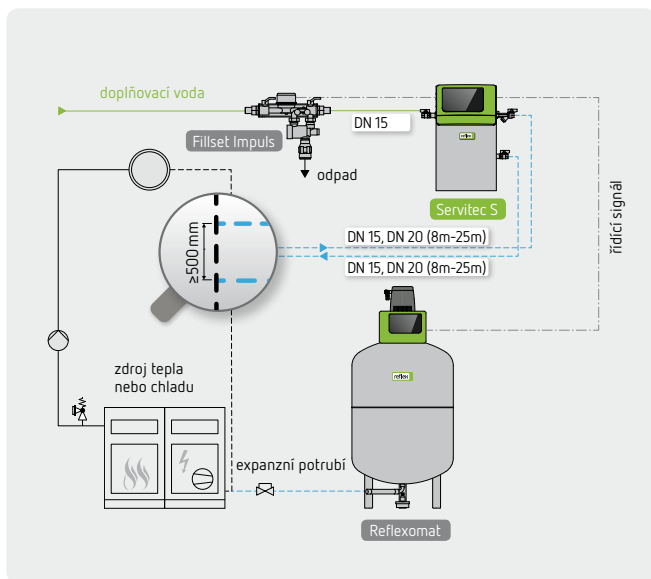 doplňovací voda
DN 15
Fillset Impuls
odpad
reflex
Servitec S
≥500 mm
DN 15, DN 20 (8m-25m)
DN 15, DN 20 (8m-25m)
řídící signál
zdroj tepla
nebo chladu
reflex
expanzní potrubí
Reflexomat